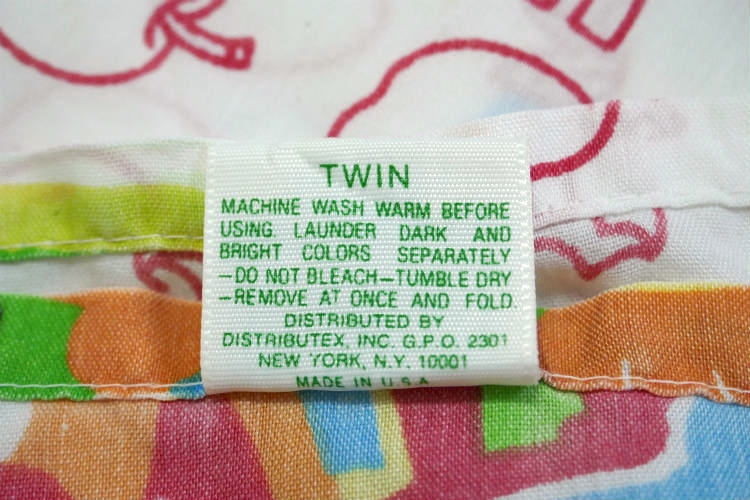 TWIN
MACHINE WASH WARM BEFORE
USING LAUNDER DARK AND
BRIGHT COLORS SEPARATELY
–DO NOT BLEACH–TUMBLE DRY
–REMOVE AT ONCE AND FOLD
DISTRIBUTED BY
DISTRIBUTEX, INC. G.P.O. 2301
NEW YORK, N.Y. 10001
MADE IN U.S.A.